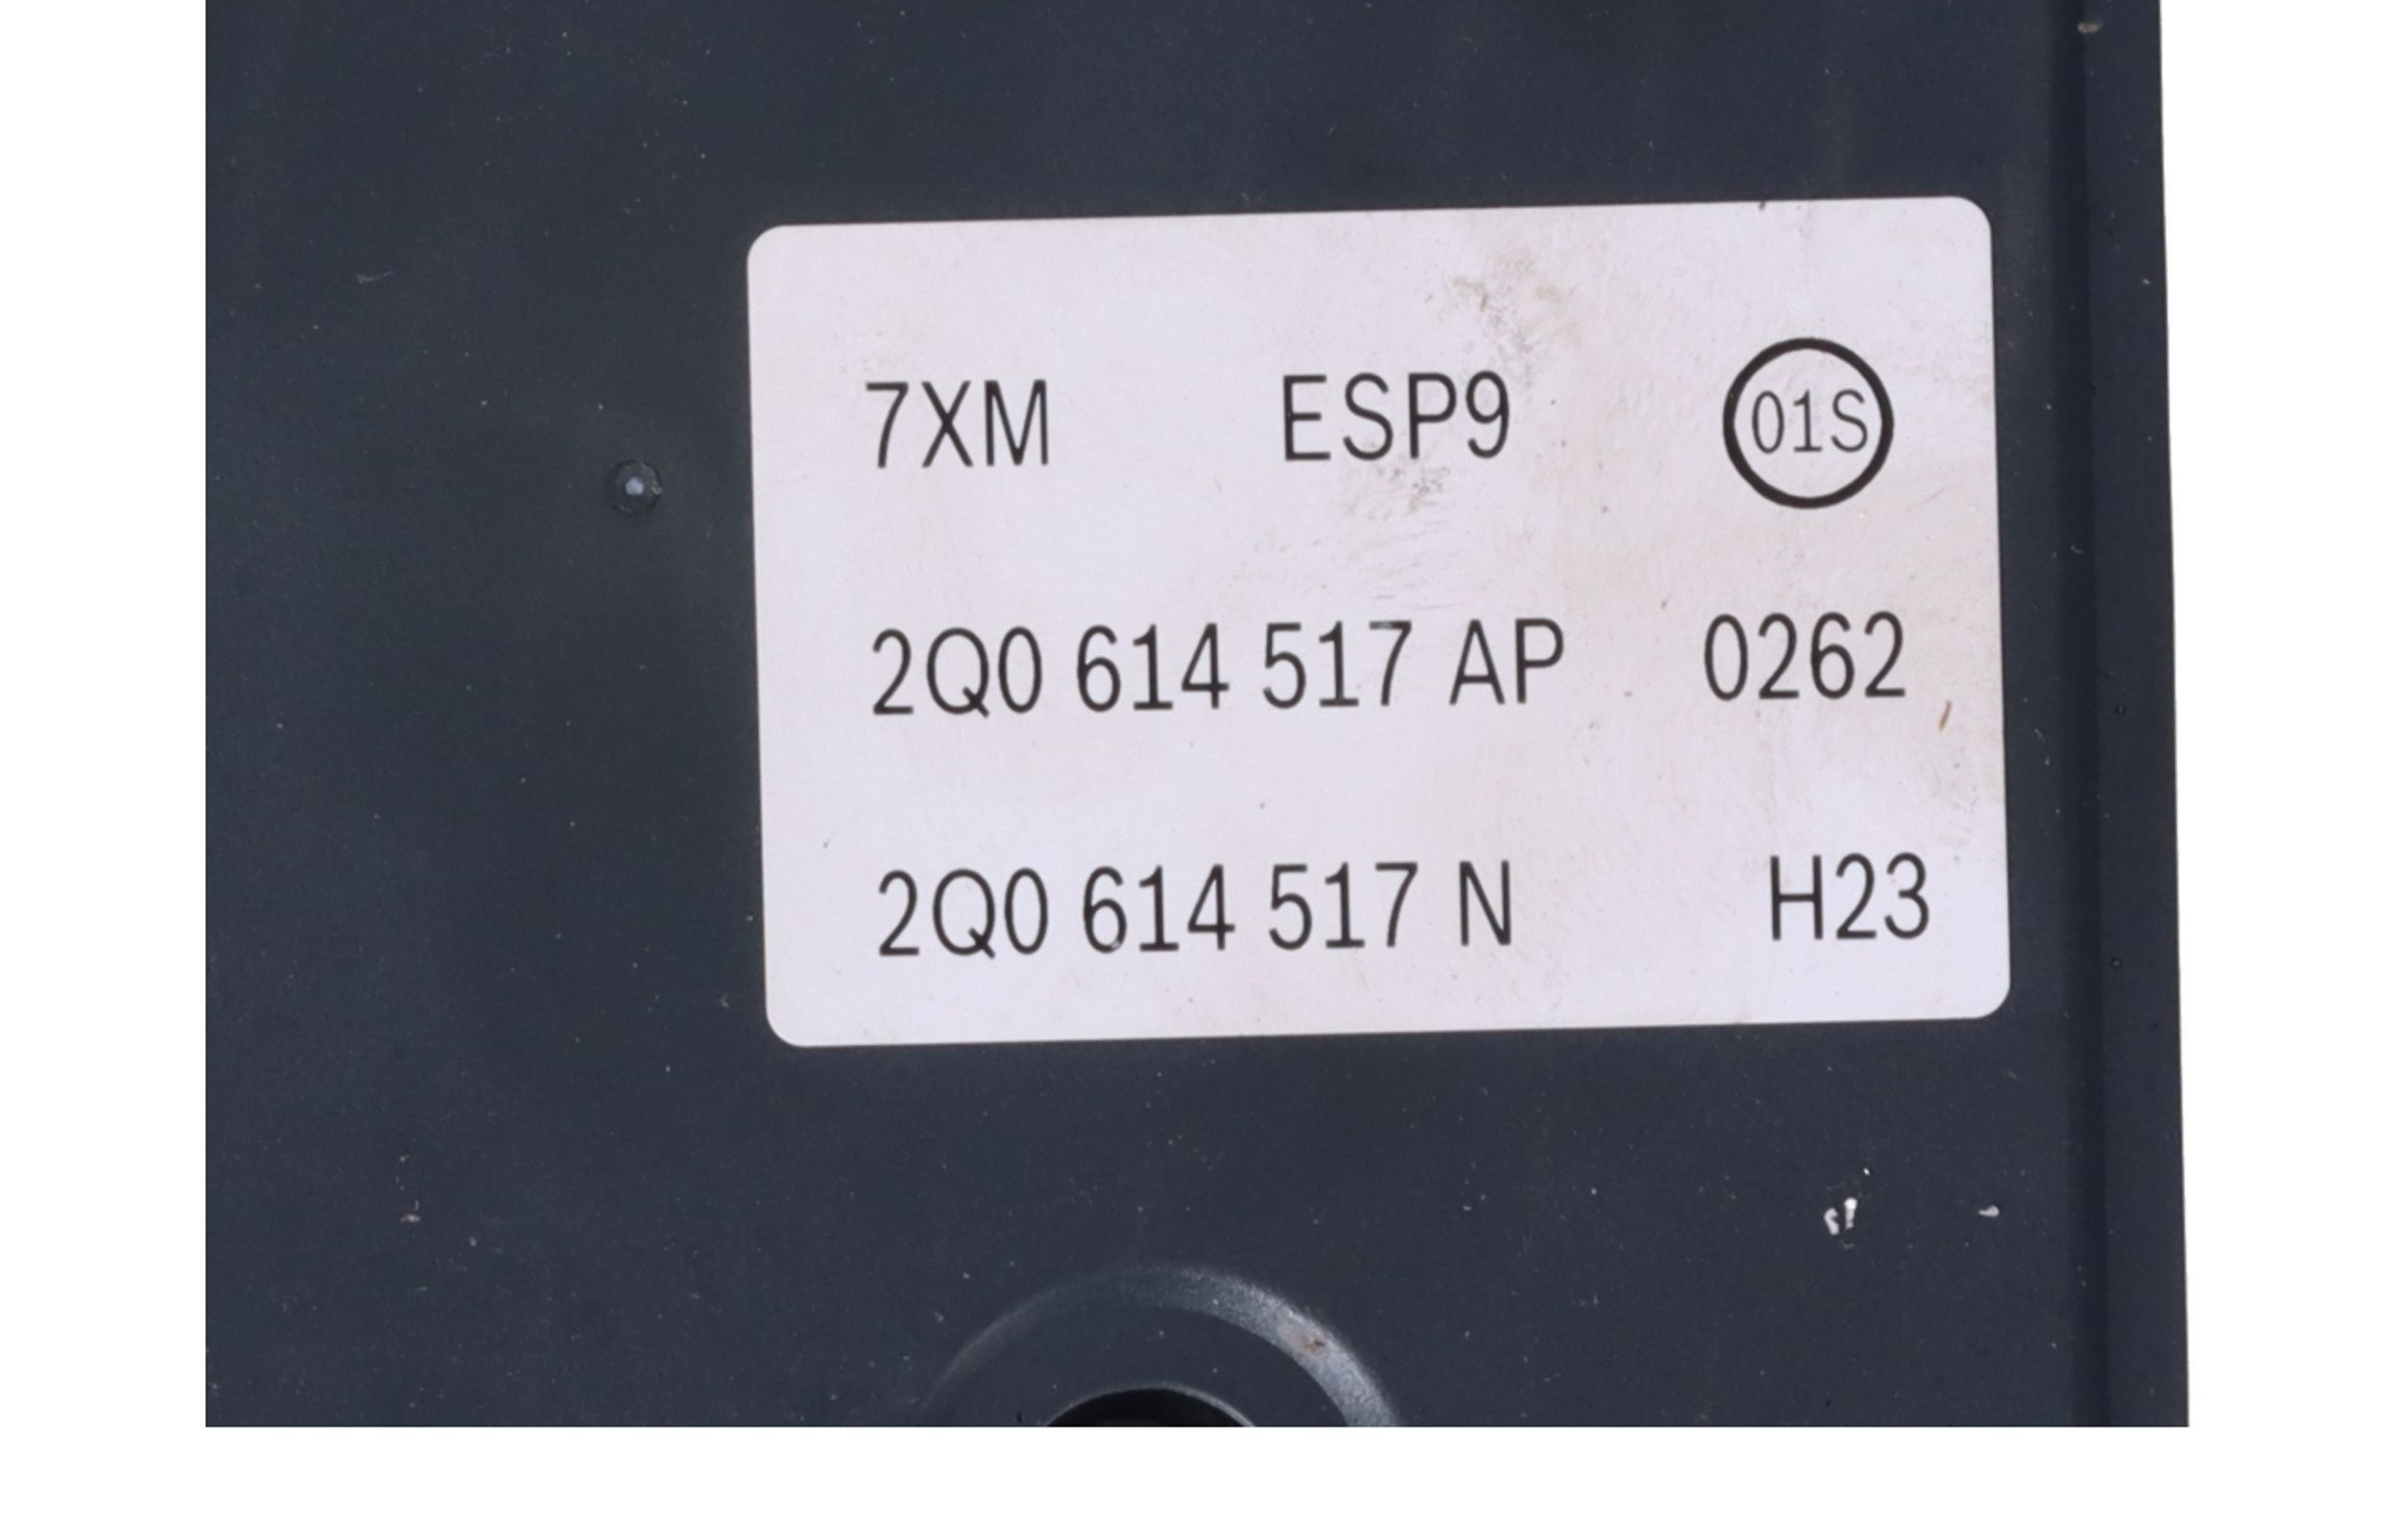 7XM ESP9 01S
2Q0 614 517 AP 0262
2Q0 614 517 N H23